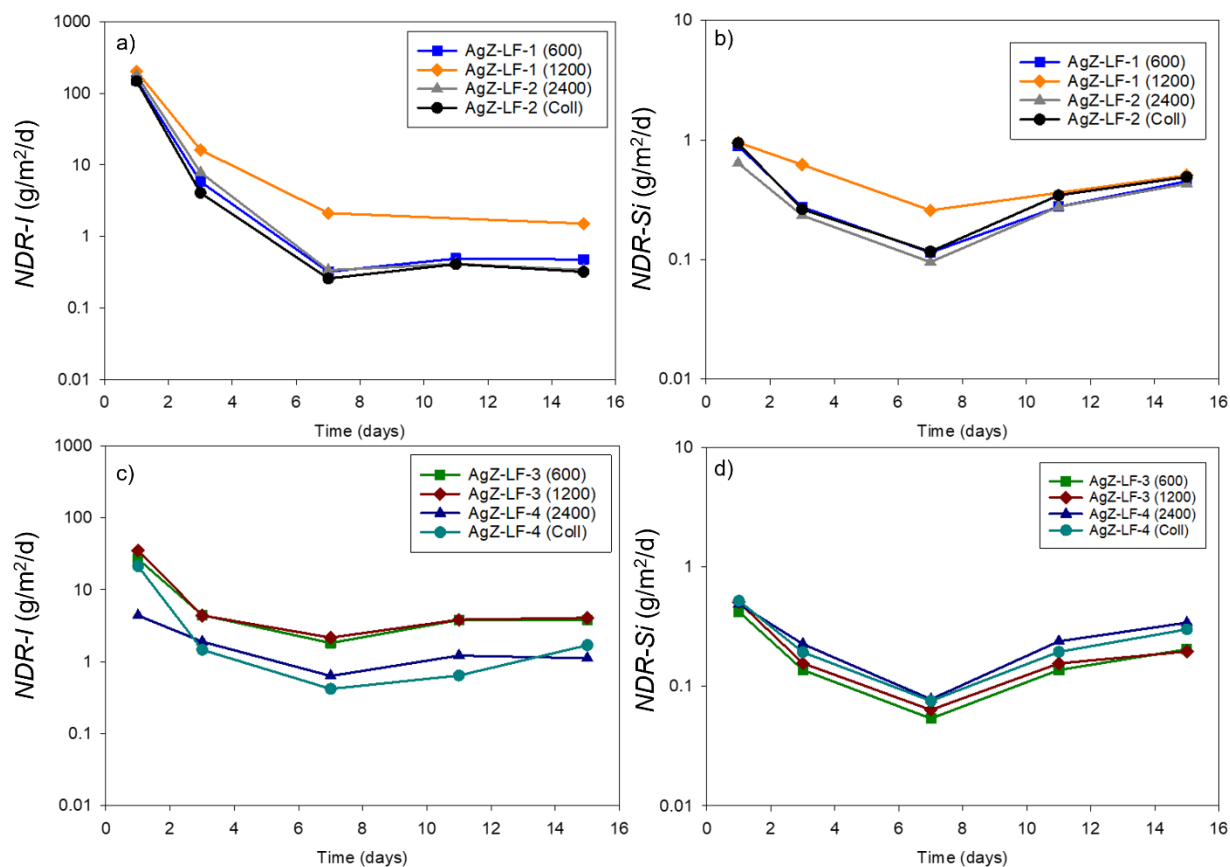 a)
NDR-I (g/m²/d)
1000
100
10
1
0.1
0.01
AgZ-LF-1 (600)
AgZ-LF-1 (1200)
AgZ-LF-2 (2400)
AgZ-LF-2 (Coll)
0 2 4 6 8 10 12 14 16
Time (days)
b)
NDR-Si (g/m²/d)
10
1
0.1
0.01
AgZ-LF-1 (600)
AgZ-LF-1 (1200)
AgZ-LF-2 (2400)
AgZ-LF-2 (Coll)
0 2 4 6 8 10 12 14 16
Time (days)
c)
NDR-I (g/m²/d)
1000
100
10
1
0.1
0.01
AgZ-LF-3 (600)
AgZ-LF-3 (1200)
AgZ-LF-4 (2400)
AgZ-LF-4 (Coll)
0 2 4 6 8 10 12 14 16
Time (days)
d)
NDR-Si (g/m²/d)
10
1
0.1
0.01
AgZ-LF-3 (600)
AgZ-LF-3 (1200)
AgZ-LF-4 (2400)
AgZ-LF-4 (Coll)
0 2 4 6 8 10 12 14 16
Time (days)